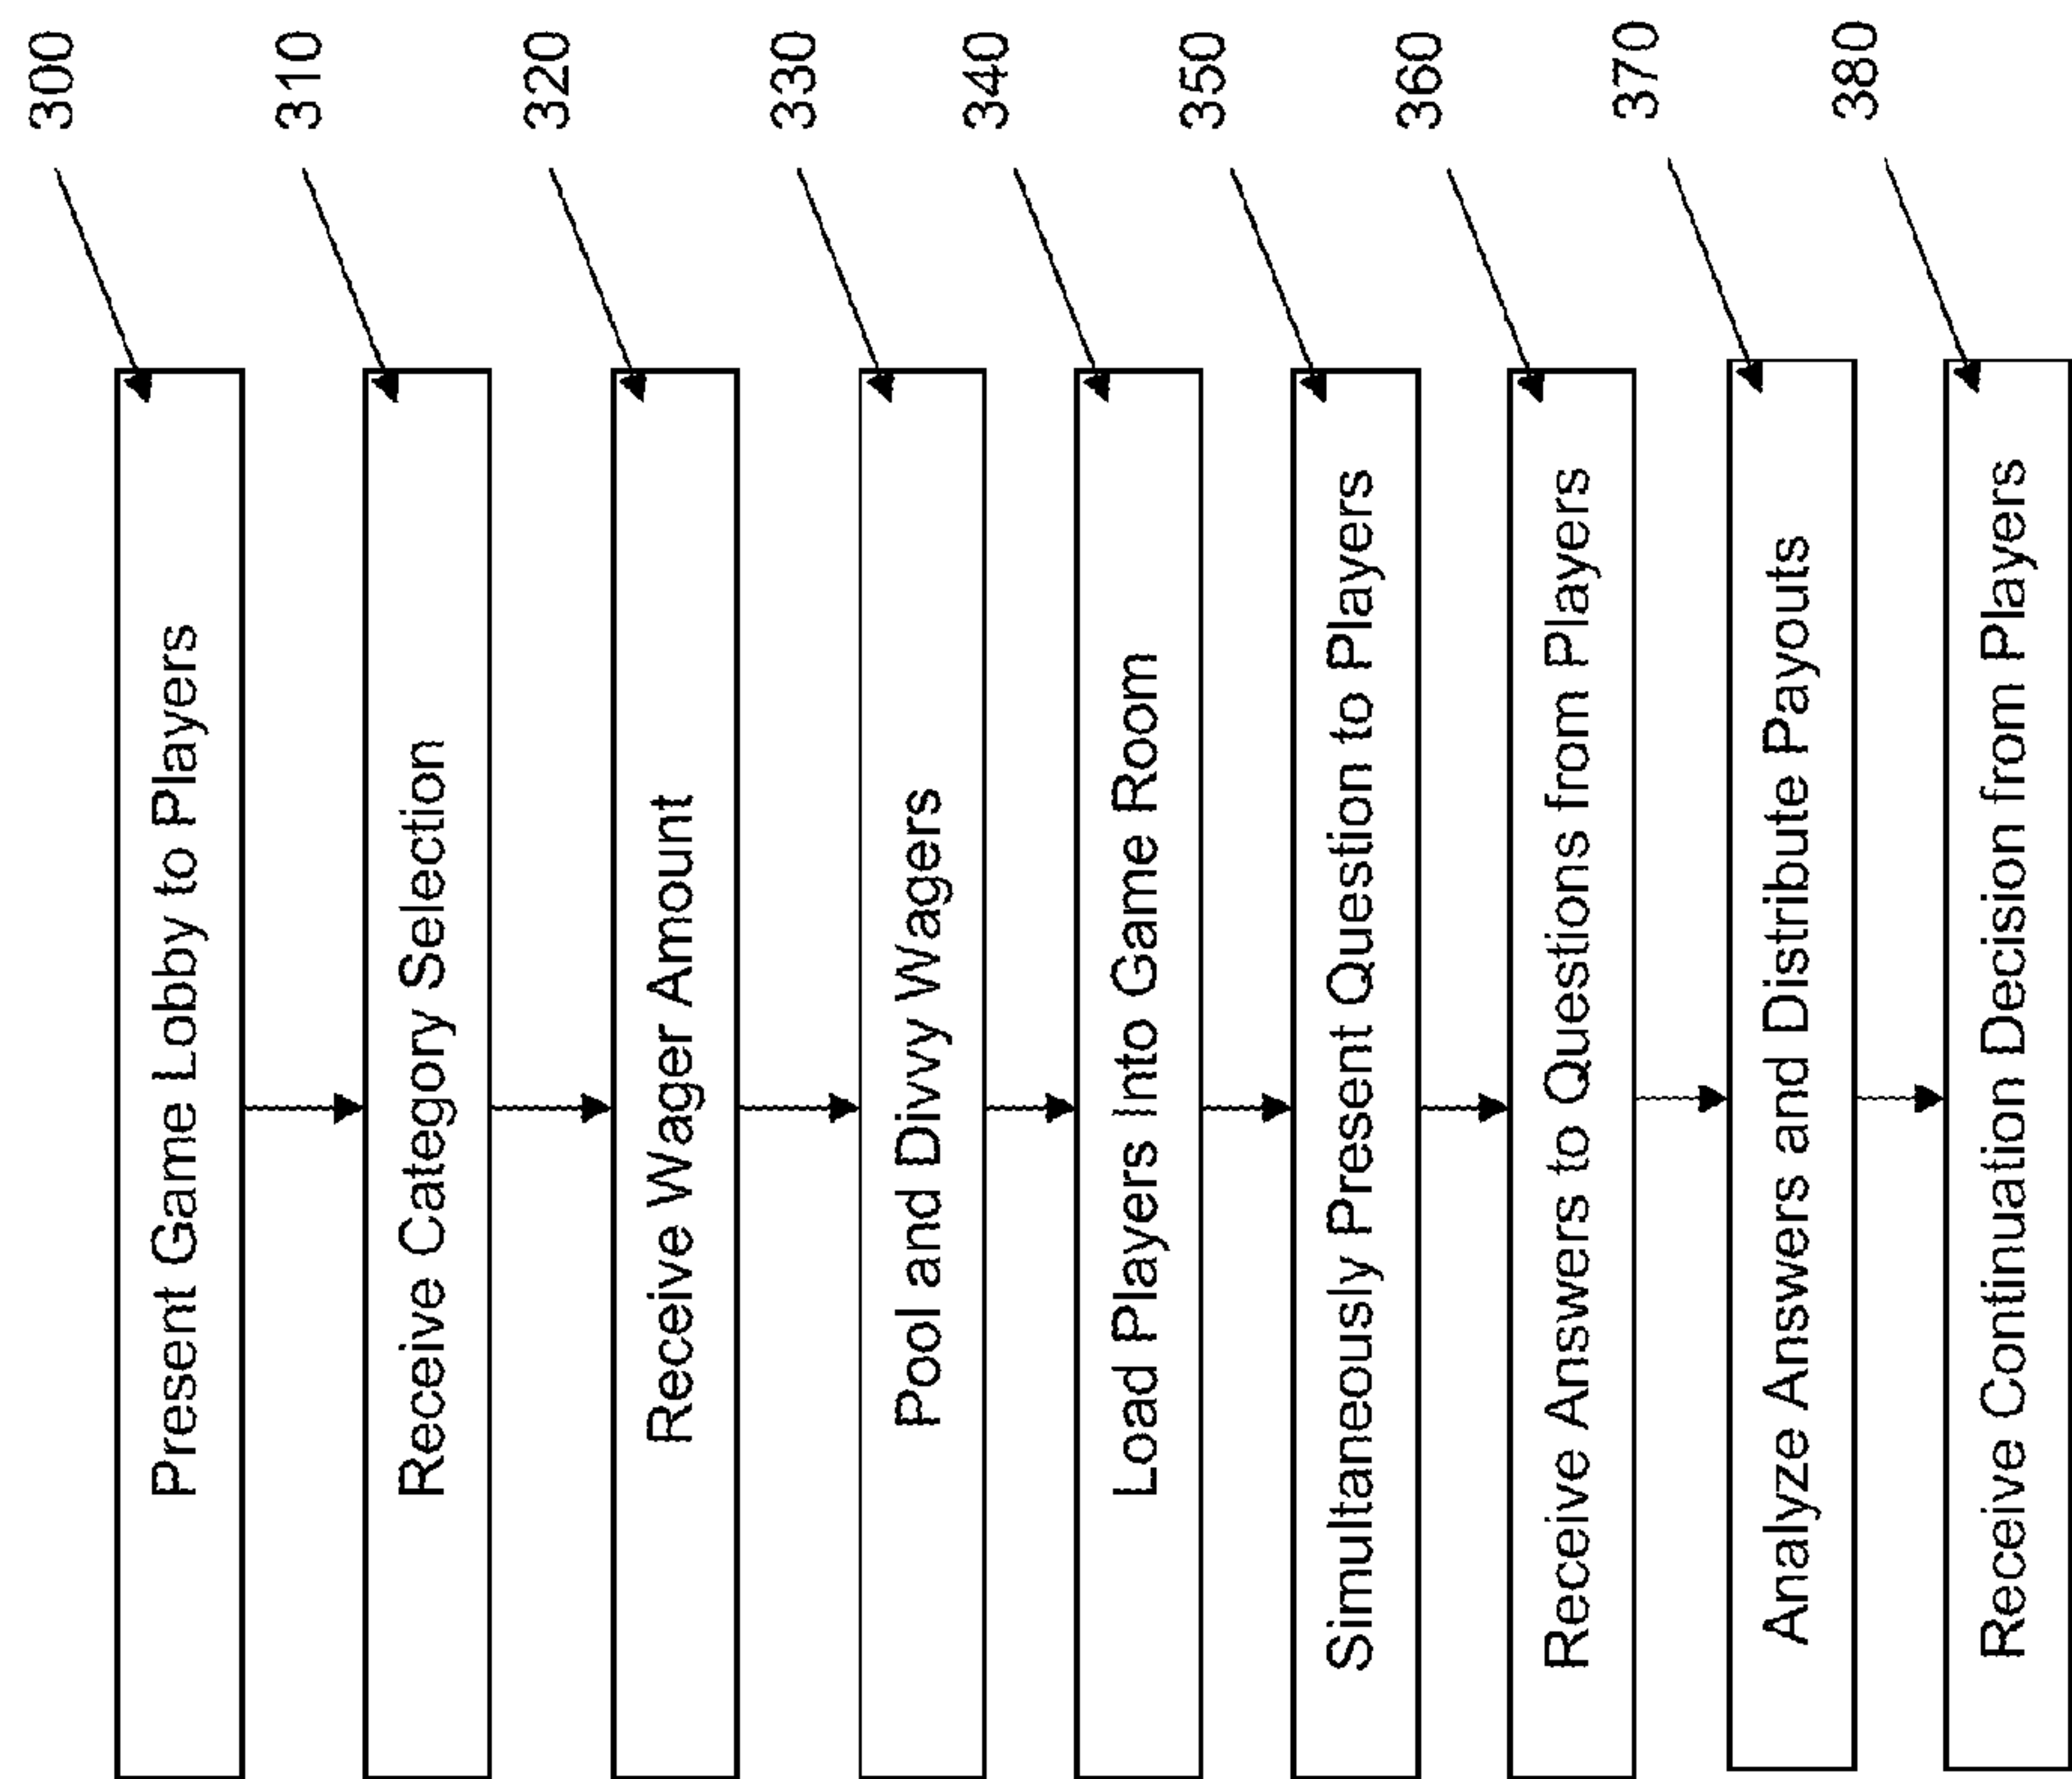 300
Present Game Lobby to Players
310
Receive Category Selection
320
Receive Wager Amount
330
Pool and Divvy Wagers
340
Load Players Into Game Room
350
Simultaneously Present Question to Players
360
Receive Answers to Questions from Players
370
Analyze Answers and Distribute Payouts
380
Receive Continuation Decision from Players